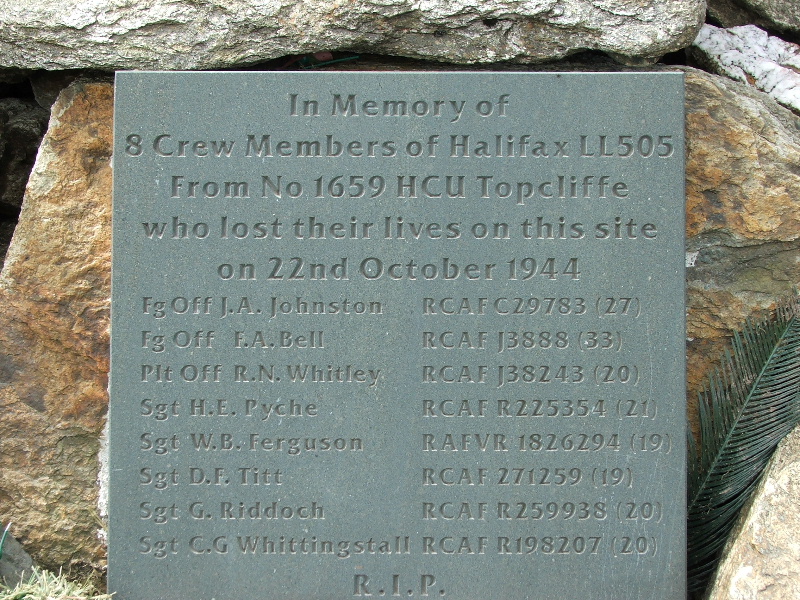 In Memory of
8 Crew Members of Halifax LL505
From No 1659 HCU Topcliffe
who lost their lives on this site
on 22nd October 1944
Fg Off J.A. Johnston RCAF C29783 (27)
Fg Off F.A. Bell RCAF J3888 (33)
Plt Off R.N. Whitley RCAF J38243 (20)
Sgt H.E. Pyche RCAF R225354 (21)
Sgt W.B. Ferguson RAFVR 1826294 (19)
Sgt D.F. Titt RCAF 271259 (19)
Sgt G. Riddoch RCAF R259938 (20)
Sgt C.G Whittingstall RCAF R198207 (20)
R.I.P.